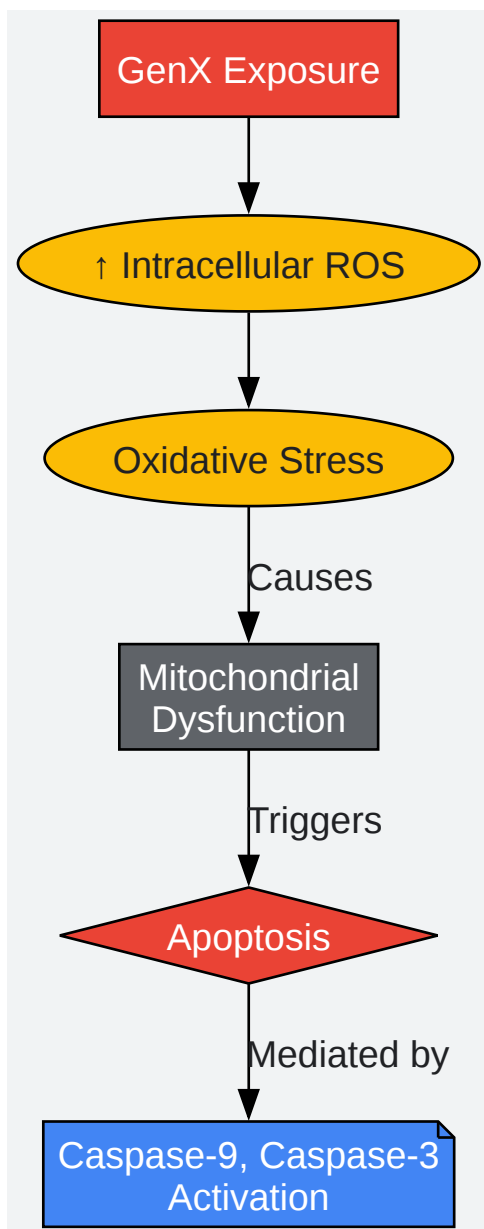 GenX Exposure
↑ Intracellular ROS
Oxidative Stress
Causes
Mitochondrial
Dysfunction
Triggers
Apoptosis
Mediated by
Caspase-9, Caspase-3
Activation